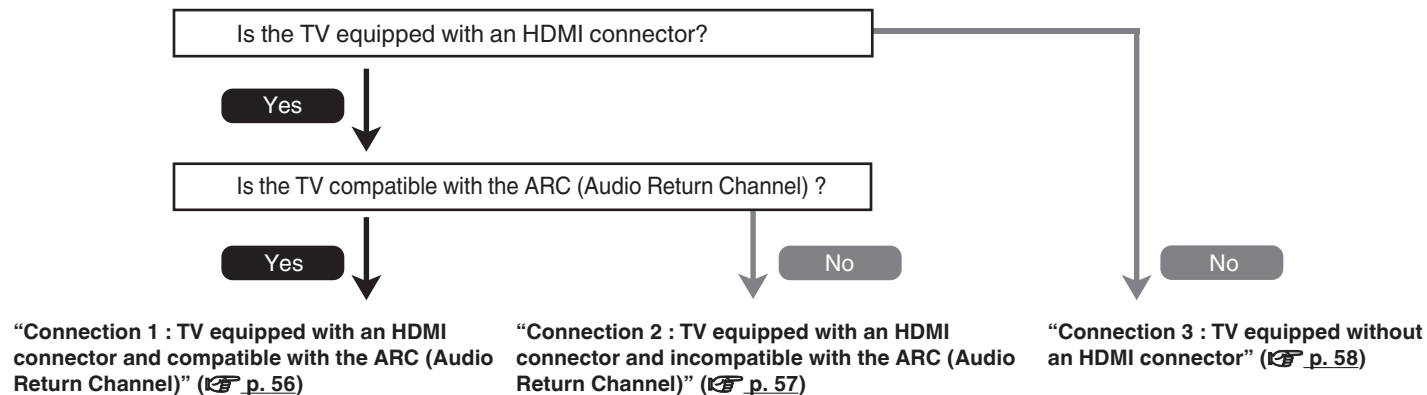 Is the TV equipped with an HDMI connector?
Yes
Is the TV compatible with the ARC (Audio Return Channel) ?
Yes
No
No
“Connection 1 : TV equipped with an HDMI
connector and compatible with the ARC (Audio
Return Channel)” (☞ p. 56)
“Connection 2 : TV equipped with an HDMI
connector and incompatible with the ARC (Audio
Return Channel)” (☞ p. 57)
“Connection 3 : TV equipped without
an HDMI connector” (☞ p. 58)